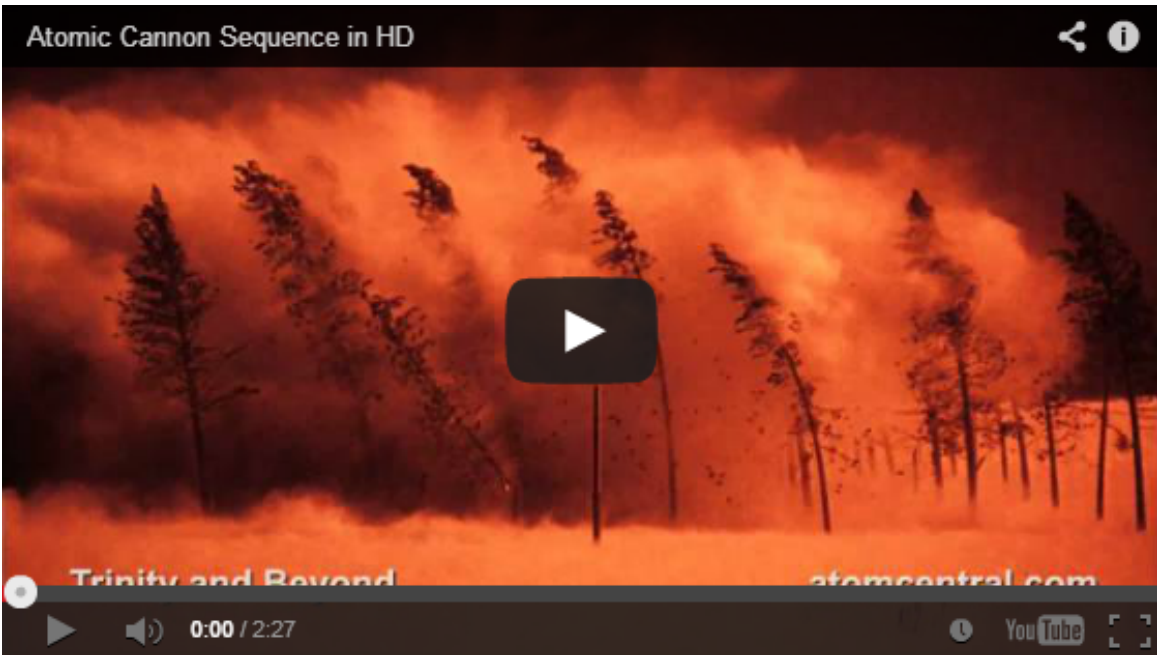 Atomic Cannon Sequence in HD
Trinity and Beyond
atomcentral.com
0:00 / 2:27
YouTube